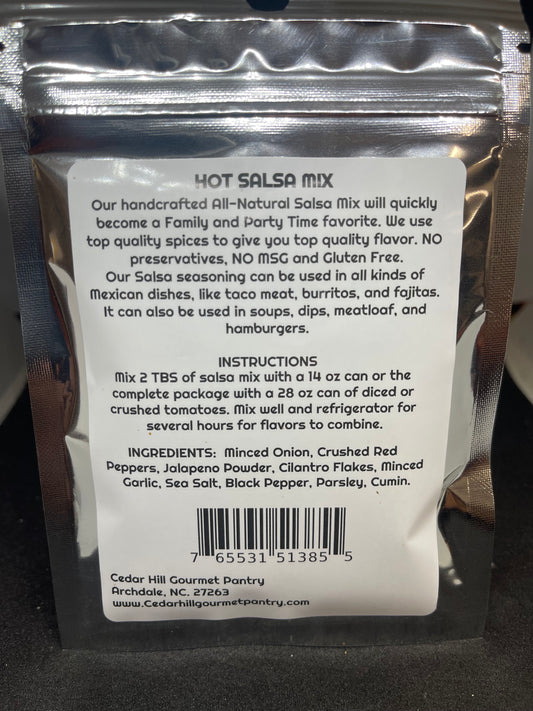 HOT SALSA MIX
Our handcrafted All-Natural Salsa Mix will quickly
become a Family and Party Time favorite. We use
top quality spices to give you top quality flavor. NO
preservatives, NO MSG and Gluten Free.
Our Salsa seasoning can be used in all kinds of
Mexican dishes, like taco meat, burritos, and fajitas.
It can also be used in soups, dips, meatloaf, and
hamburgers.
INSTRUCTIONS
Mix 2 TBS of salsa mix with a 14 oz can or the
complete package with a 28 oz can of diced or
crushed tomatoes. Mix well and refrigerator for
several hours for flavors to combine.
INGREDIENTS: Minced Onion, Crushed Red
Peppers, Jalapeno Powder, Cilantro Flakes, Minced
Garlic, Sea Salt, Black Pepper, Parsley, Cumin.
7 65531 51385 5
Cedar Hill Gourmet Pantry
Archdale, NC. 27263
www.Cedarhillgourmetpantry.com